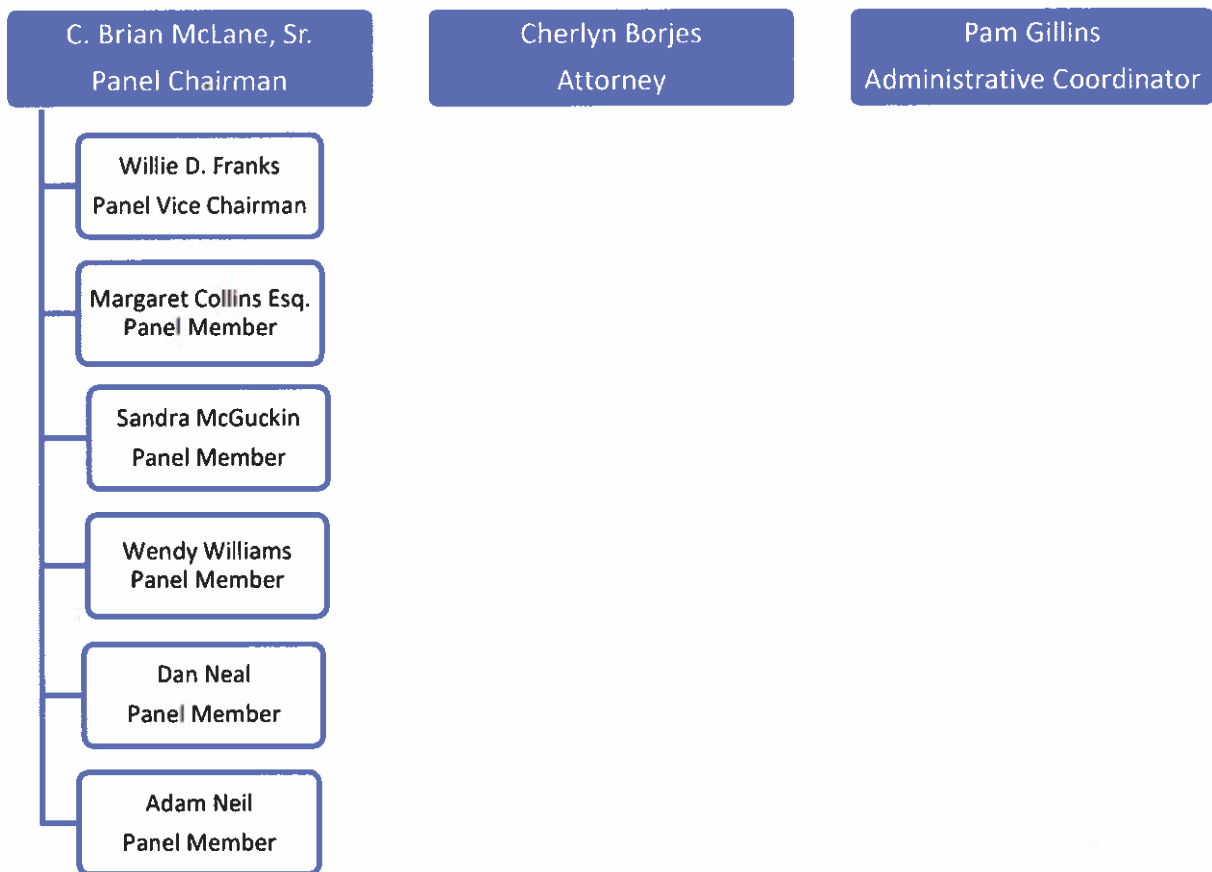 C. Brian McLane, Sr.
Panel Chairman
Cherlyn Borjes
Attorney
Pam Gillins
Administrative Coordinator
Willie D. Franks
Panel Vice Chairman
Margaret Collins Esq.
Panel Member
Sandra McGuckin
Panel Member
Wendy Williams
Panel Member
Dan Neal
Panel Member
Adam Neil
Panel Member